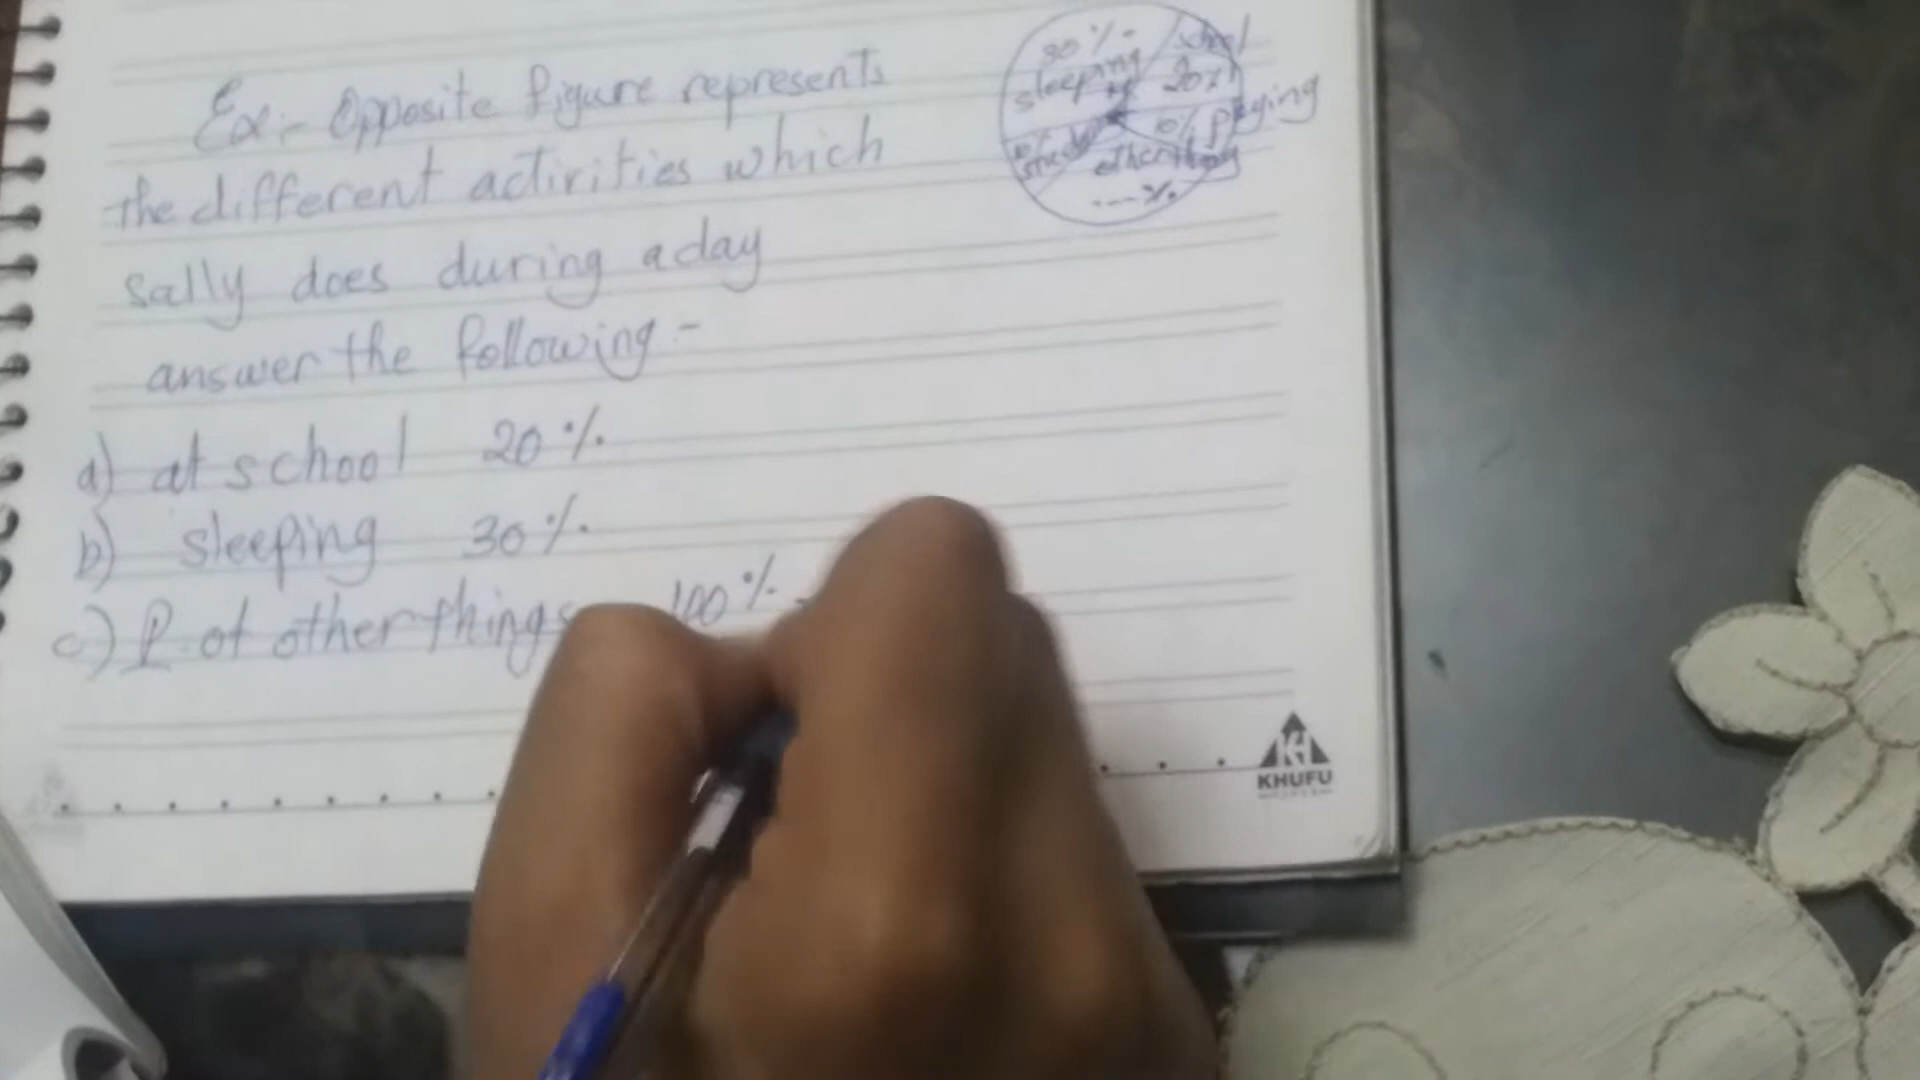 Ex:- Opposite figure represents
the different activities which
sally does during a day
answer the following :-
a) at school 20%
b) sleeping 30%
c) P. of other things 100% -
30%
sleeping
school
20%
10% playing
other things
---%
KHUFU